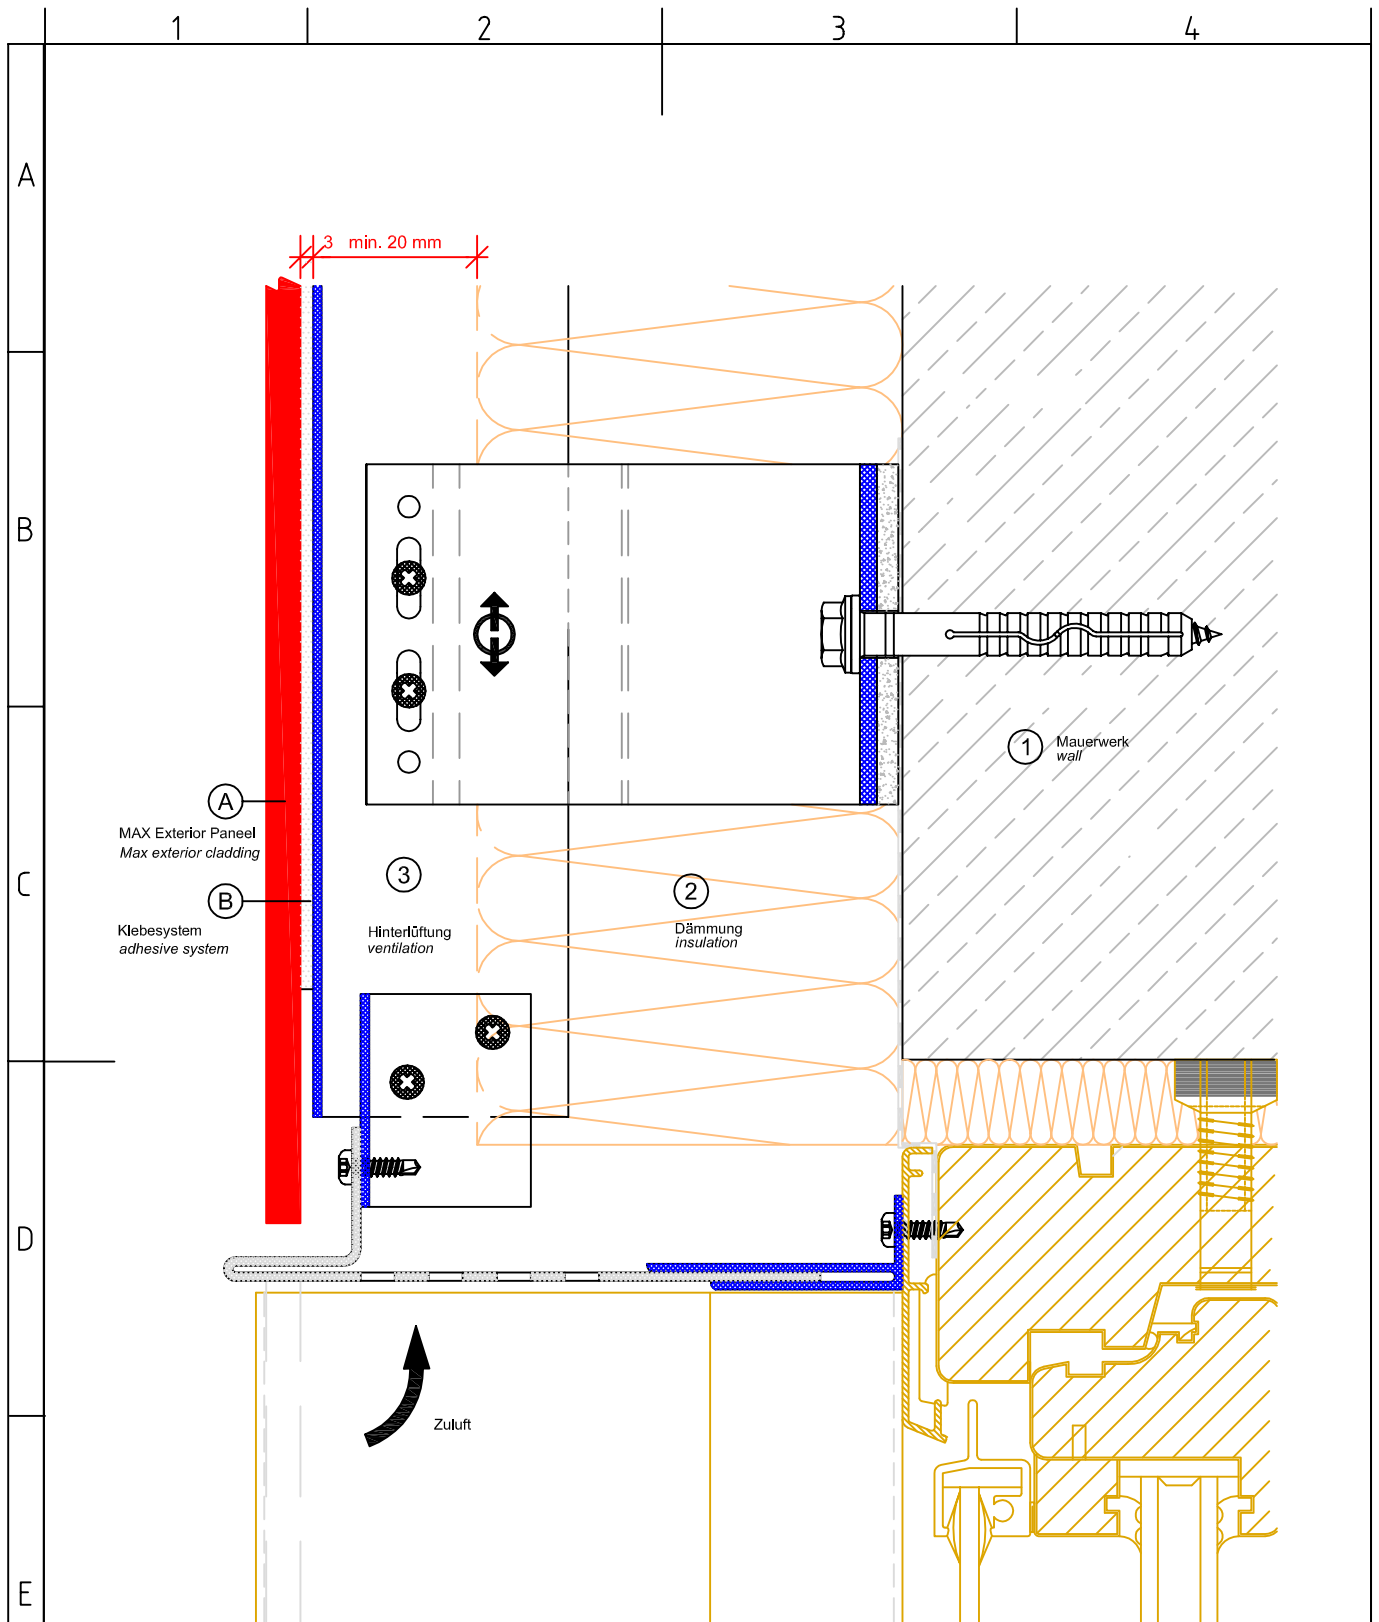 1 2 3 4
A
3 min. 20 mm
B
1 Mauerwerk
wall
A
MAX Exterior Paneel
Max exterior cladding
C
3
2
B
Klebesystem
adhesive system
Hinterlüftung
ventilation
Dämmung
insulation
D
Zuluft
E